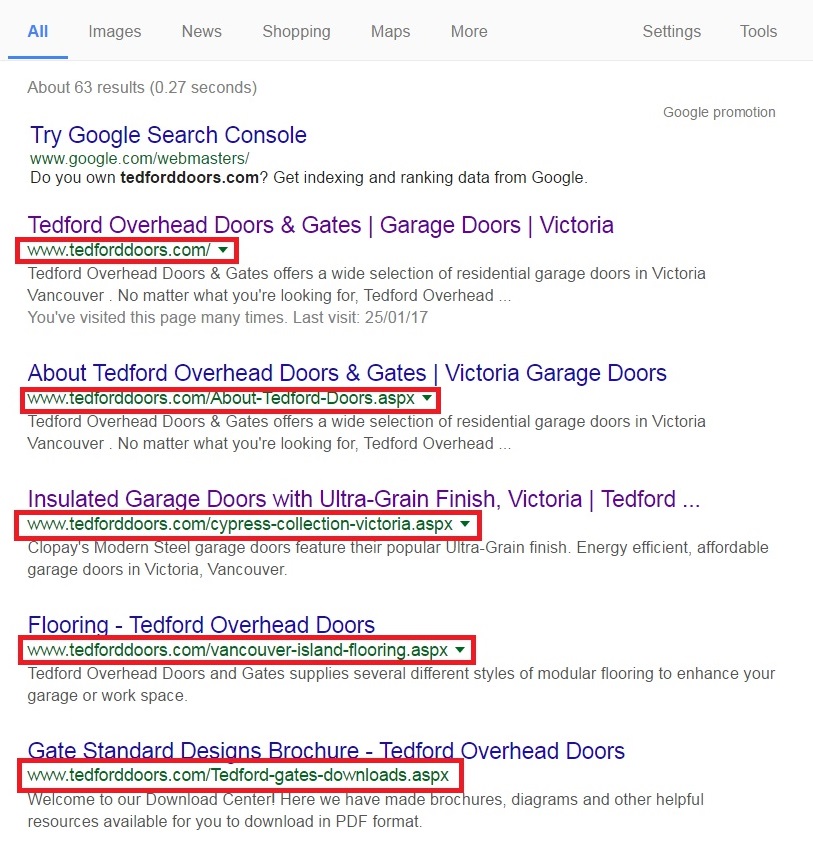 All Images News Shopping Maps More Settings Tools
About 63 results (0.27 seconds)
Google promotion
Try Google Search Console
www.google.com/webmasters/
Do you own tedforddoors.com? Get indexing and ranking data from Google.
Tedford Overhead Doors & Gates | Garage Doors | Victoria
www.tedforddoors.com/
Tedford Overhead Doors & Gates offers a wide selection of residential garage doors in Victoria
Vancouver . No matter what you're looking for, Tedford Overhead ...
You've visited this page many times. Last visit: 25/01/17
About Tedford Overhead Doors & Gates | Victoria Garage Doors
www.tedforddoors.com/About-Tedford-Doors.aspx
Tedford Overhead Doors & Gates offers a wide selection of residential garage doors in Victoria
Vancouver . No matter what you're looking for, Tedford Overhead ...
Insulated Garage Doors with Ultra-Grain Finish, Victoria | Tedford ...
www.tedforddoors.com/cypress-collection-victoria.aspx
Clopay's Modern Steel garage doors feature their popular Ultra-Grain finish. Energy efficient, affordable
garage doors in Victoria, Vancouver.
Flooring - Tedford Overhead Doors
www.tedforddoors.com/vancouver-island-flooring.aspx
Tedford Overhead Doors and Gates supplies several different styles of modular flooring to enhance your
garage or work space.
Gate Standard Designs Brochure - Tedford Overhead Doors
www.tedforddoors.com/Tedford-gates-downloads.aspx
Welcome to our Download Center! Here we have made brochures, diagrams and other helpful
resources available for you to download in PDF format.